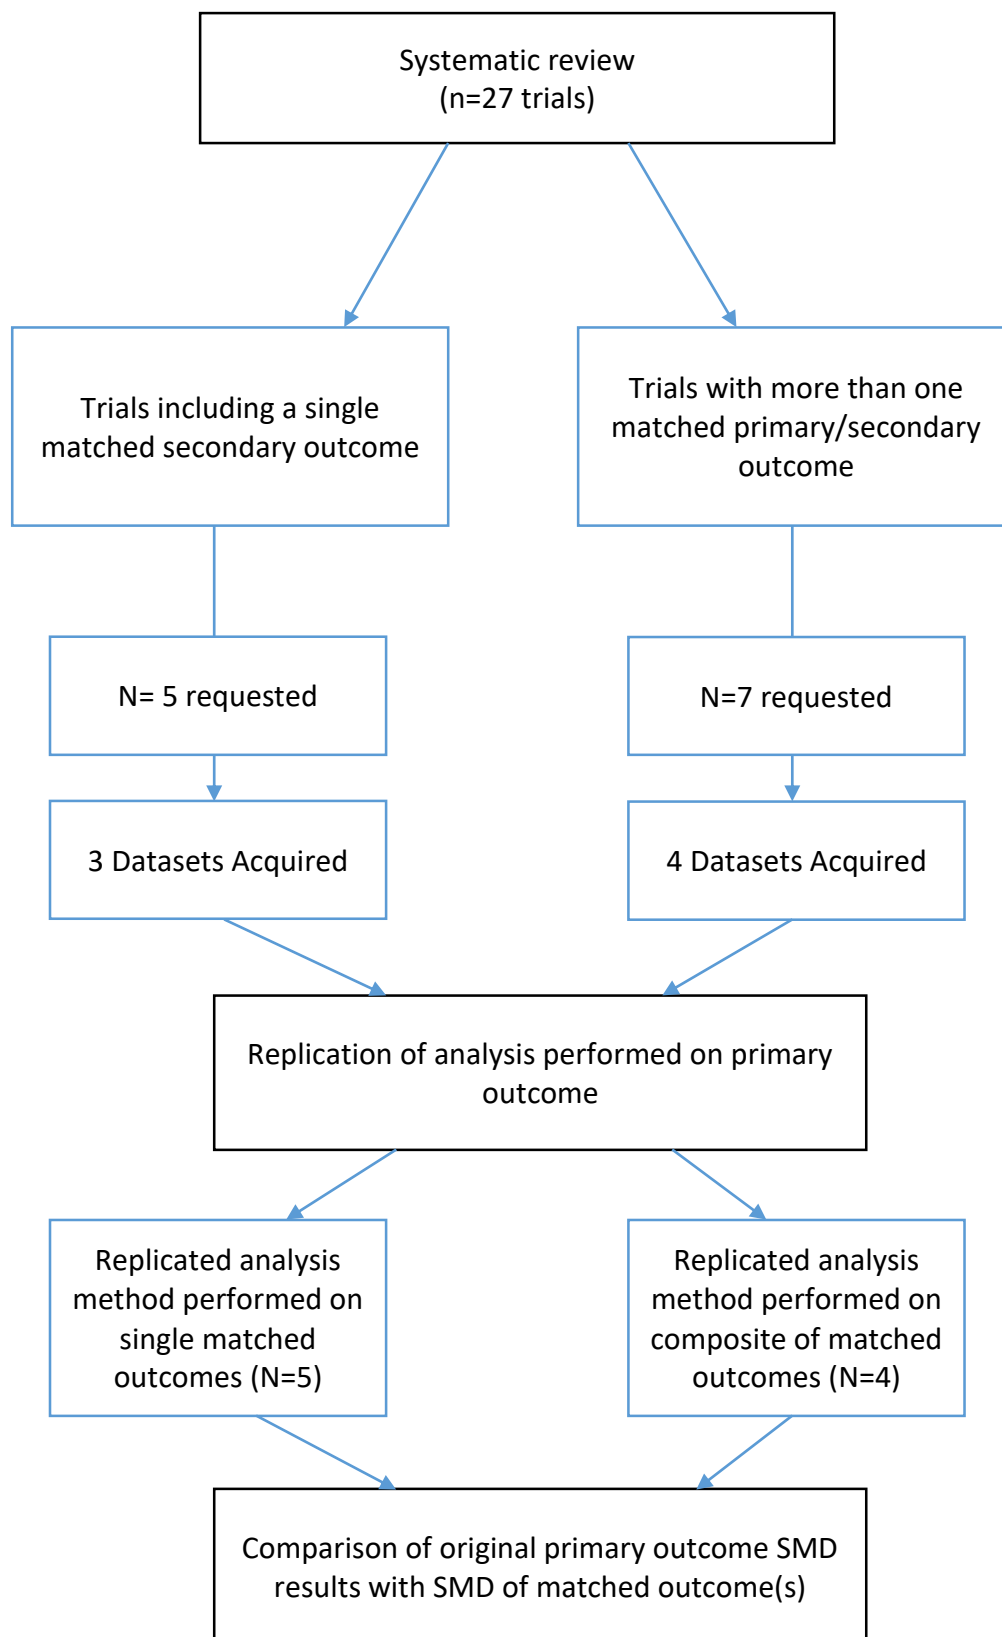 Systematic review
(n=27 trials)
Trials including a single
matched secondary outcome
Trials with more than one
matched primary/secondary
outcome
N= 5 requested
N=7 requested
3 Datasets Acquired
4 Datasets Acquired
Replication of analysis performed on primary
outcome
Replicated analysis
method performed on
single matched
outcomes (N=5)
Replicated analysis
method performed on
composite of matched
outcomes (N=4)
Comparison of original primary outcome SMD
results with SMD of matched outcome(s)